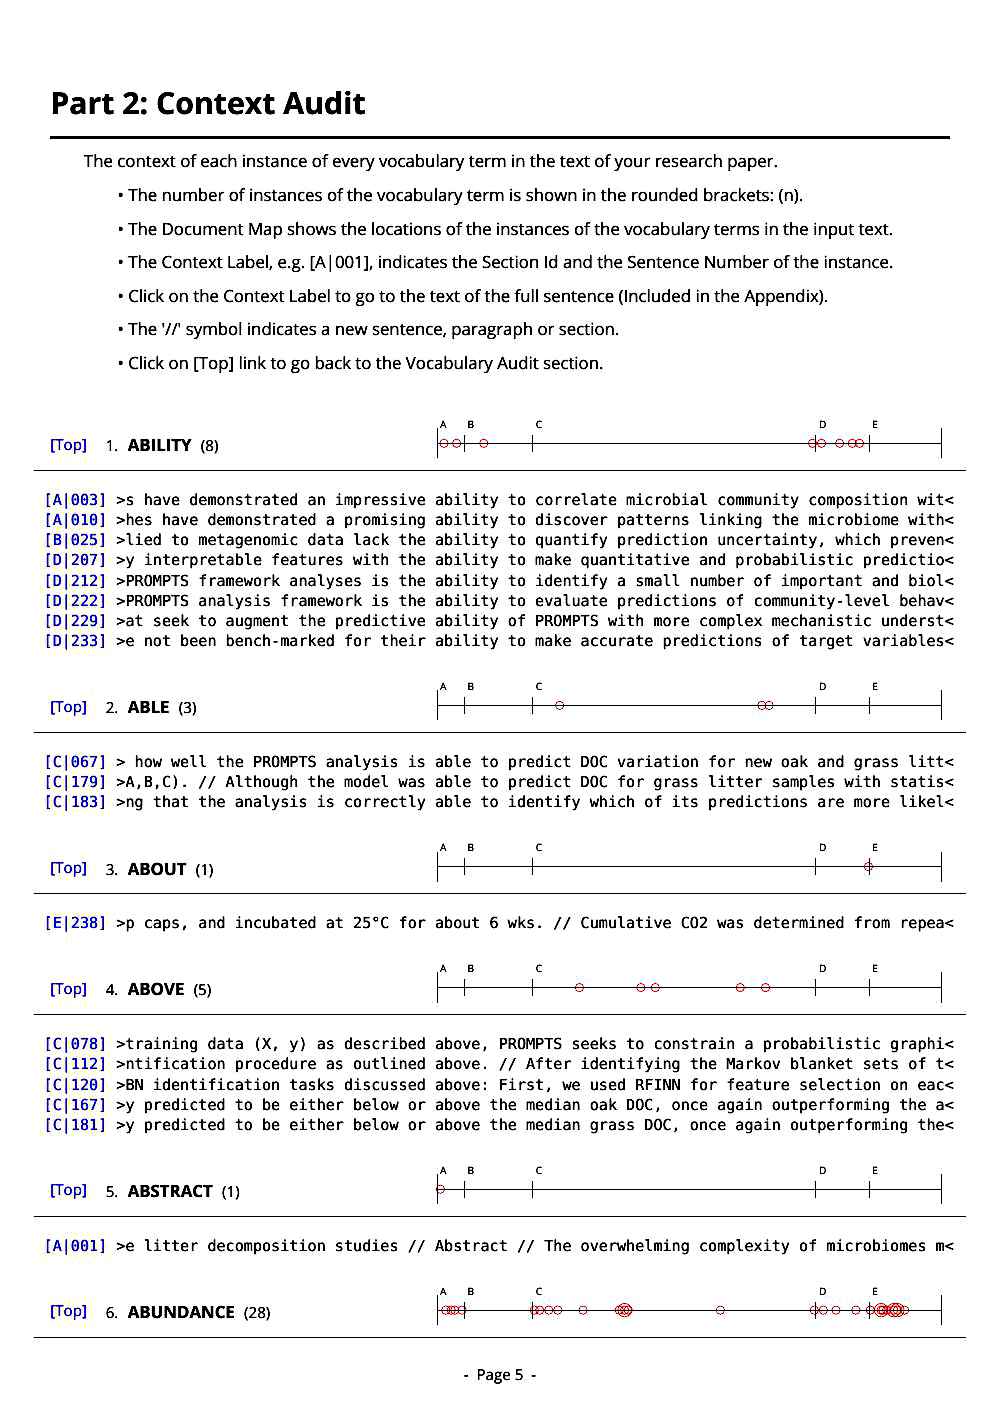 Part 2: Context Audit
The context of each instance of every vocabulary term in the text of your research paper.
• The number of instances of the vocabulary term is shown in the rounded brackets: (n).
• The Document Map shows the locations of the instances of the vocabulary terms in the input text.
• The Context Label, e.g. [A|001], indicates the Section Id and the Sentence Number of the instance.
• Click on the Context Label to go to the text of the full sentence (Included in the Appendix).
• The '//' symbol indicates a new sentence, paragraph or section.
• Click on [Top] link to go back to the Vocabulary Audit section.
A B C D E
[Top] 1. ABILITY (8)
[A|003] >s have demonstrated an impressive ability to correlate microbial community composition wit<
[A|010] >hes have demonstrated a promising ability to discover patterns linking the microbiome with<
[B|025] >lied to metagenomic data lack the ability to quantify prediction uncertainty, which preven<
[D|207] >y interpretable features with the ability to make quantitative and probabilistic predictio<
[D|212] >PROMPTS framework analyses is the ability to identify a small number of important and biol<
[D|222] >PROMPTS analysis framework is the ability to evaluate predictions of community-level behav<
[D|229] >at seek to augment the predictive ability of PROMPTS with more complex mechanistic underst<
[D|233] >e not been bench-marked for their ability to make accurate predictions of target variables<
A B C D E
[Top] 2. ABLE (3)
[C|067] > how well the PROMPTS analysis is able to predict DOC variation for new oak and grass litt<
[C|179] >A,B,C). // Although the model was able to predict DOC for grass litter samples with statis<
[C|183] >ng that the analysis is correctly able to identify which of its predictions are more likel<
A B C D E
[Top] 3. ABOUT (1)
[E|238] >p caps, and incubated at 25°C for about 6 wks. // Cumulative CO2 was determined from repea<
A B C D E
[Top] 4. ABOVE (5)
[C|078] >training data (X, y) as described above, PROMPTS seeks to constrain a probabilistic graphi<
[C|112] >ntification procedure as outlined above. // After identifying the Markov blanket sets of t<
[C|120] >BN identification tasks discussed above: First, we used RFINN for feature selection on eac<
[C|167] >y predicted to be either below or above the median oak DOC, once again outperforming the a<
[C|181] >y predicted to be either below or above the median grass DOC, once again outperforming the<
A B C D E
[Top] 5. ABSTRACT (1)
[A|001] >e litter decomposition studies // Abstract // The overwhelming complexity of microbiomes m<
A B C D E
[Top] 6. ABUNDANCE (28)
- Page 5 -